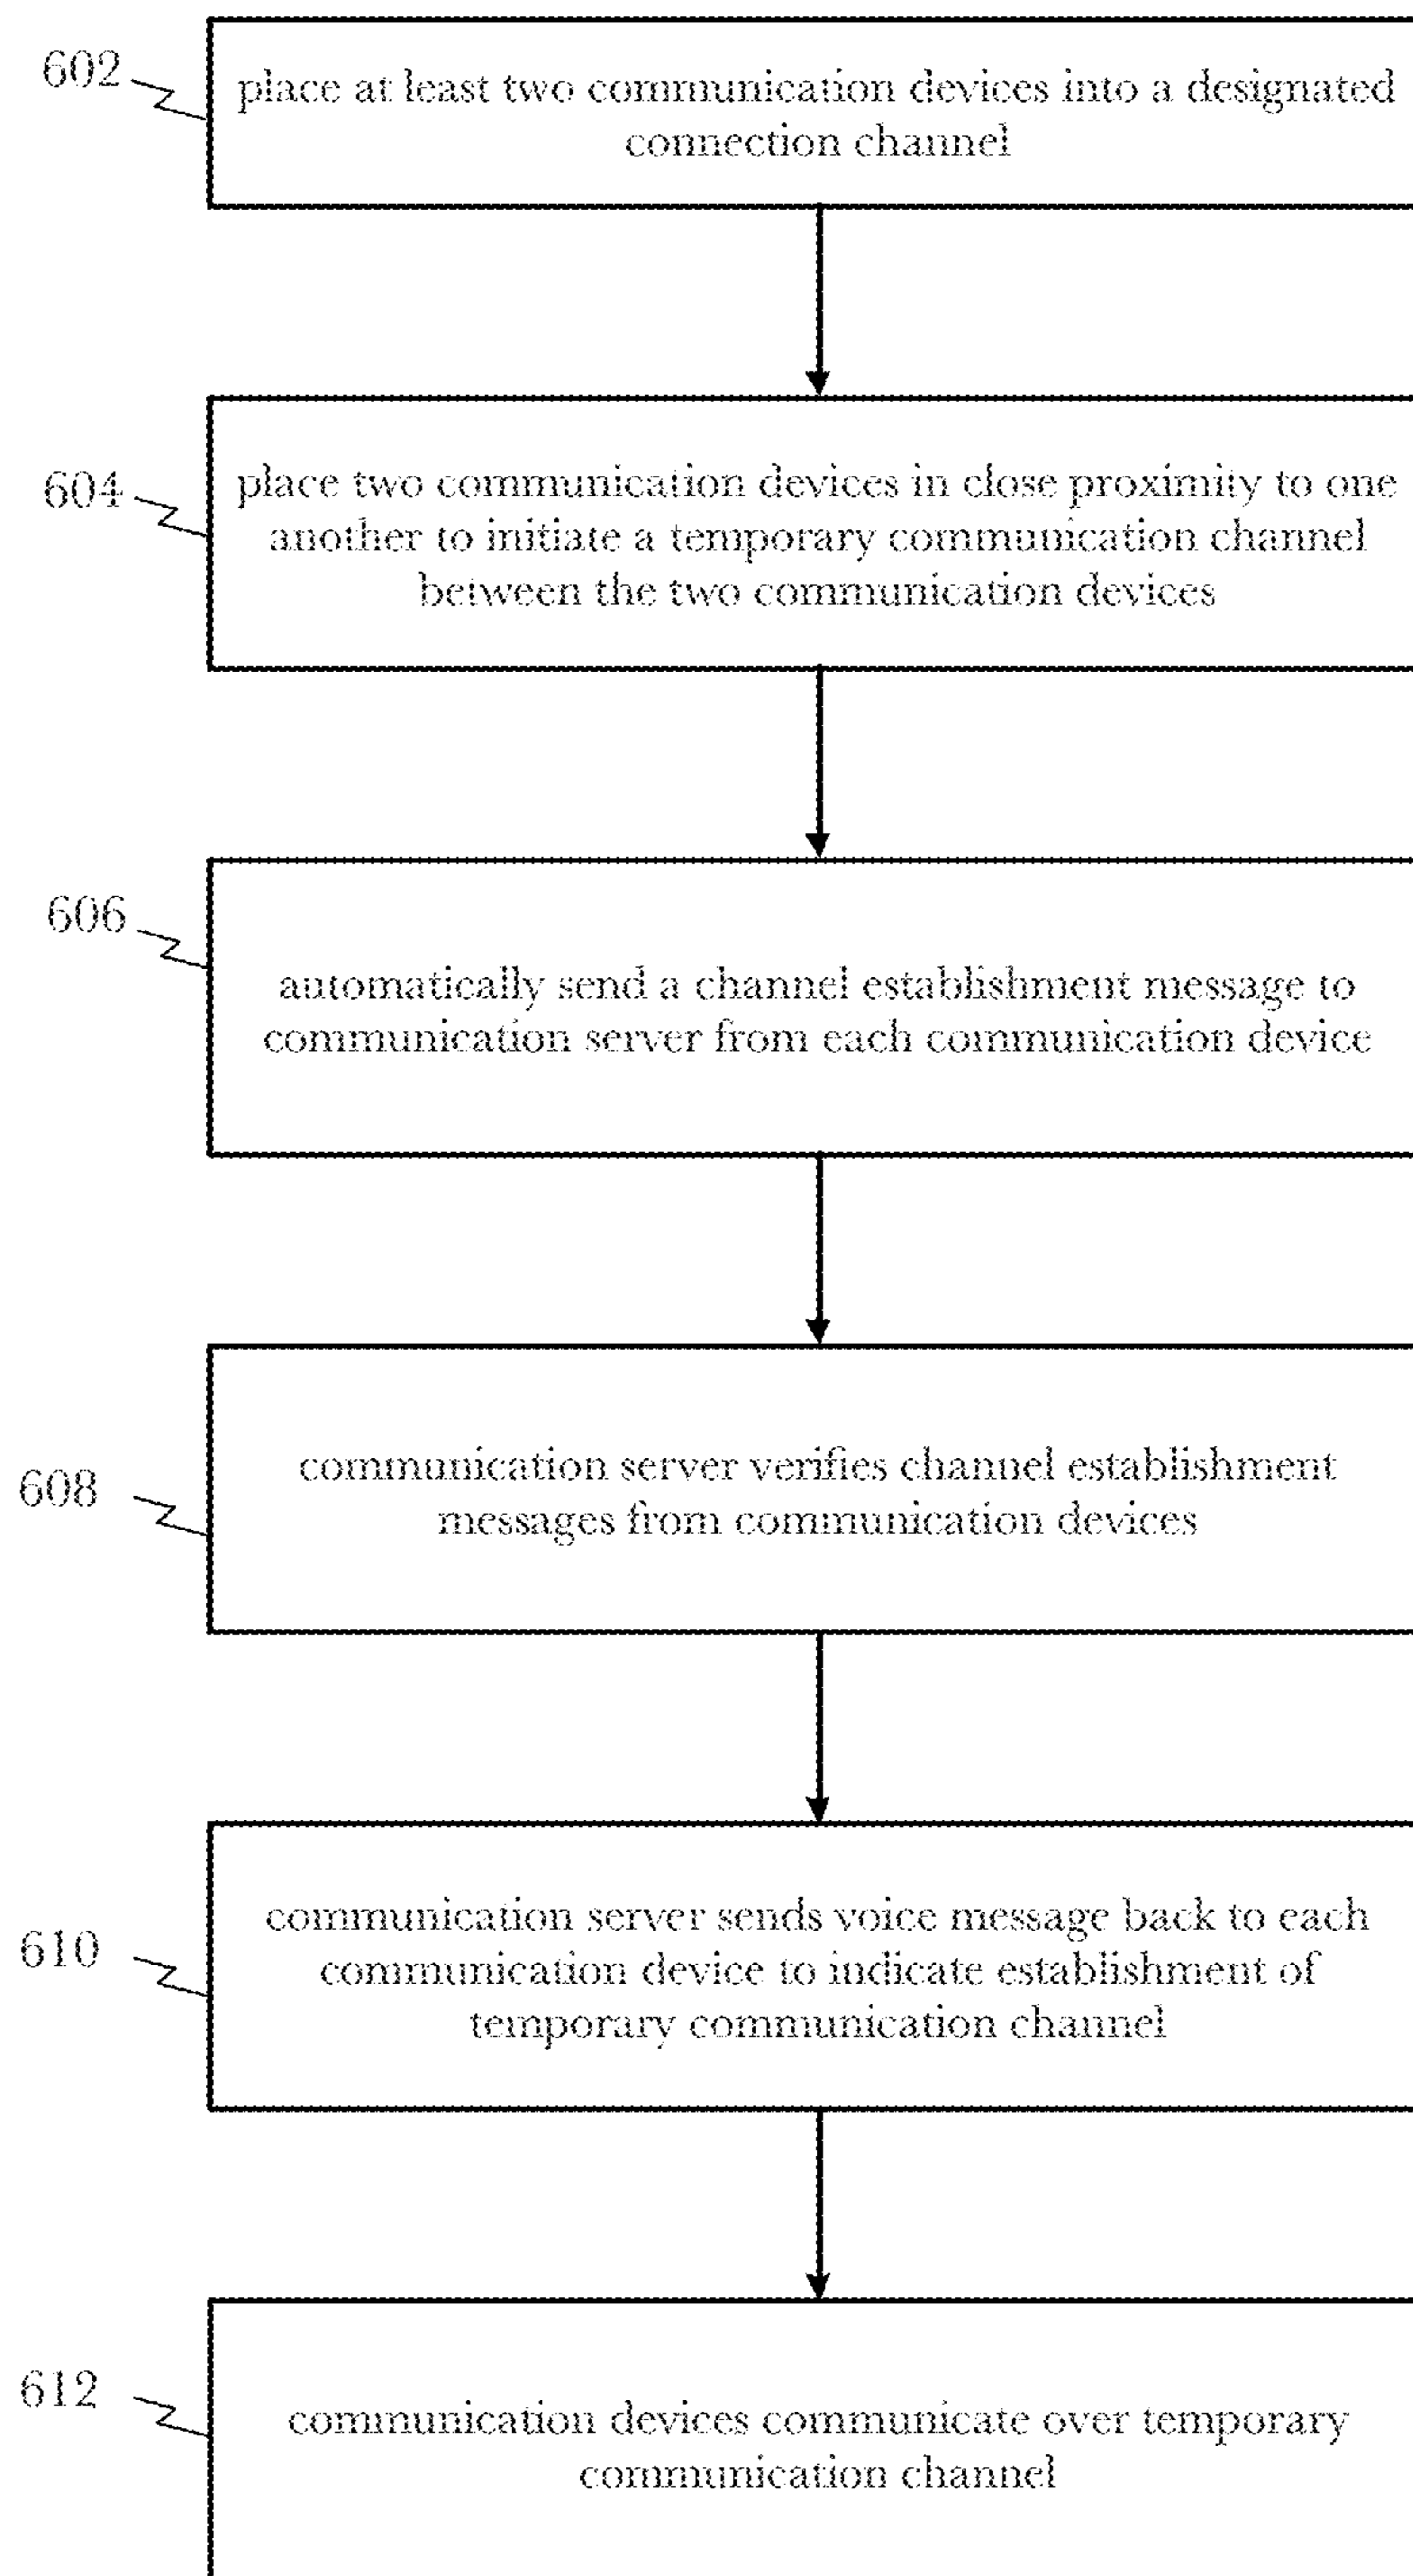 602
place at least two communication devices into a designated
connection channel
604
place two communication devices in close proximity to one
another to initiate a temporary communication channel
between the two communication devices
606
automatically send a channel establishment message to
communication server from each communication device
608
communication server verifies channel establishment
messages from communication devices
610
communication server sends voice message back to each
communication device to indicate establishment of
temporary communication channel
612
communication devices communicate over temporary
communication channel